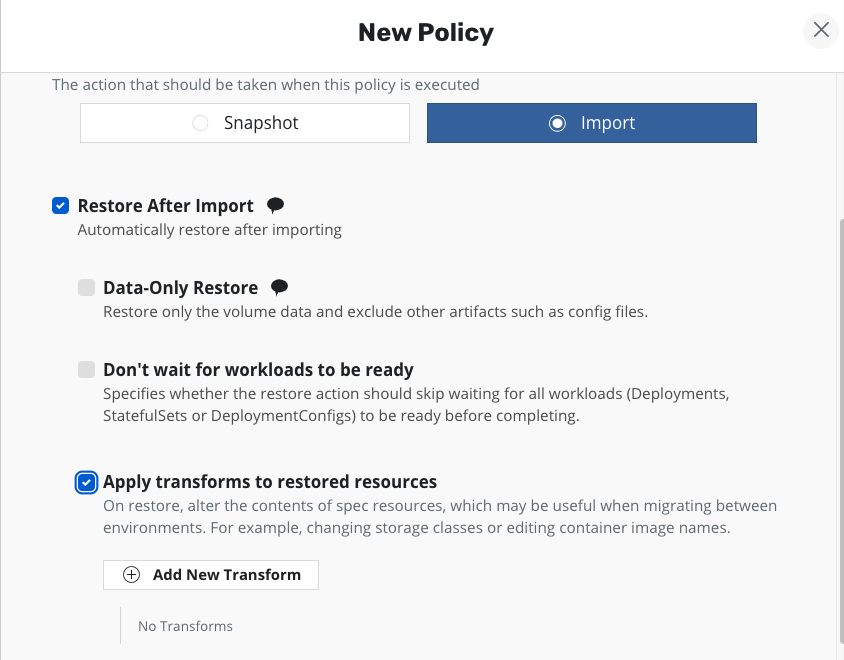 New Policy
The action that should be taken when this policy is executed
Snapshot
Import
Restore After Import
Automatically restore after importing
Data-Only Restore
Restore only the volume data and exclude other artifacts such as config files.
Don't wait for workloads to be ready
Specifies whether the restore action should skip waiting for all workloads (Deployments,
StatefulSets or DeploymentConfigs) to be ready before completing.
Apply transforms to restored resources
On restore, alter the contents of spec resources, which may be useful when migrating between
environments. For example, changing storage classes or editing container image names.
Add New Transform
No Transforms